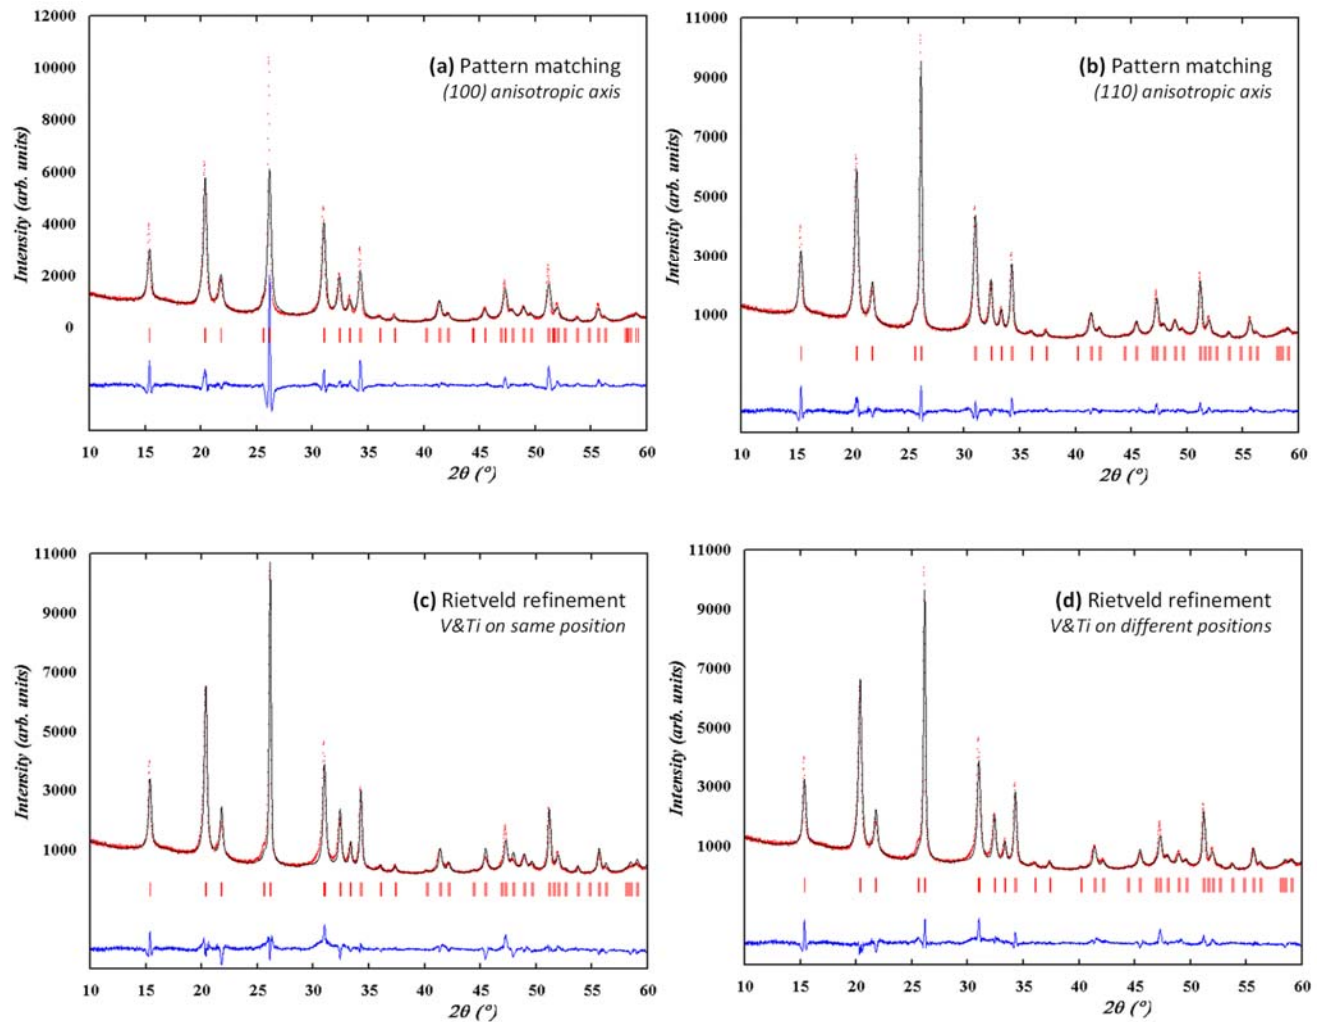 12000
10000
8000
6000
4000
2000
0
Intensity (arb. units)
(a) Pattern matching
(100) anisotropic axis
10 15 20 25 30 35 40 45 50 55 60
2θ (°)
11000
9000
7000
5000
3000
1000
Intensity (arb. units)
(b) Pattern matching
(110) anisotropic axis
10 15 20 25 30 35 40 45 50 55 60
2θ (°)
11000
9000
7000
5000
3000
1000
Intensity (arb. units)
(c) Rietveld refinement
V&Ti on same position
10 15 20 25 30 35 40 45 50 55 60
2θ (°)
11000
9000
7000
5000
3000
1000
Intensity (arb. units)
(d) Rietveld refinement
V&Ti on different positions
10 15 20 25 30 35 40 45 50 55 60
2θ (°)